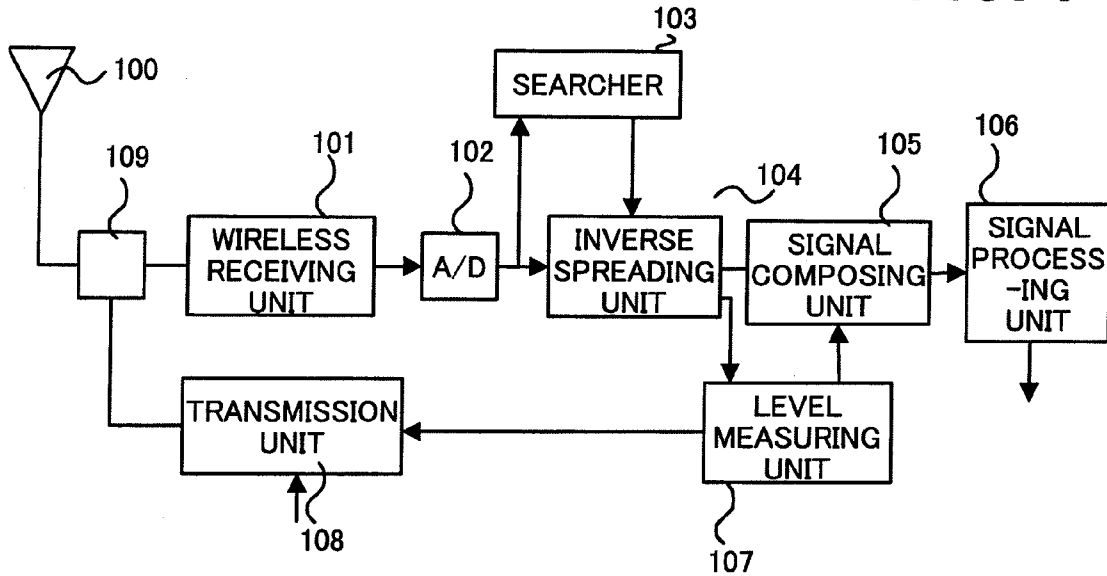 103
100
SEARCHER
106
109
101
102
104
105
WIRELESS
RECEIVING
UNIT
A/D
INVERSE
SPREADING
UNIT
SIGNAL
COMPOSING
UNIT
SIGNAL
PROCESS
-ING
UNIT
TRANSMISSION
UNIT
LEVEL
MEASURING
UNIT
108
107